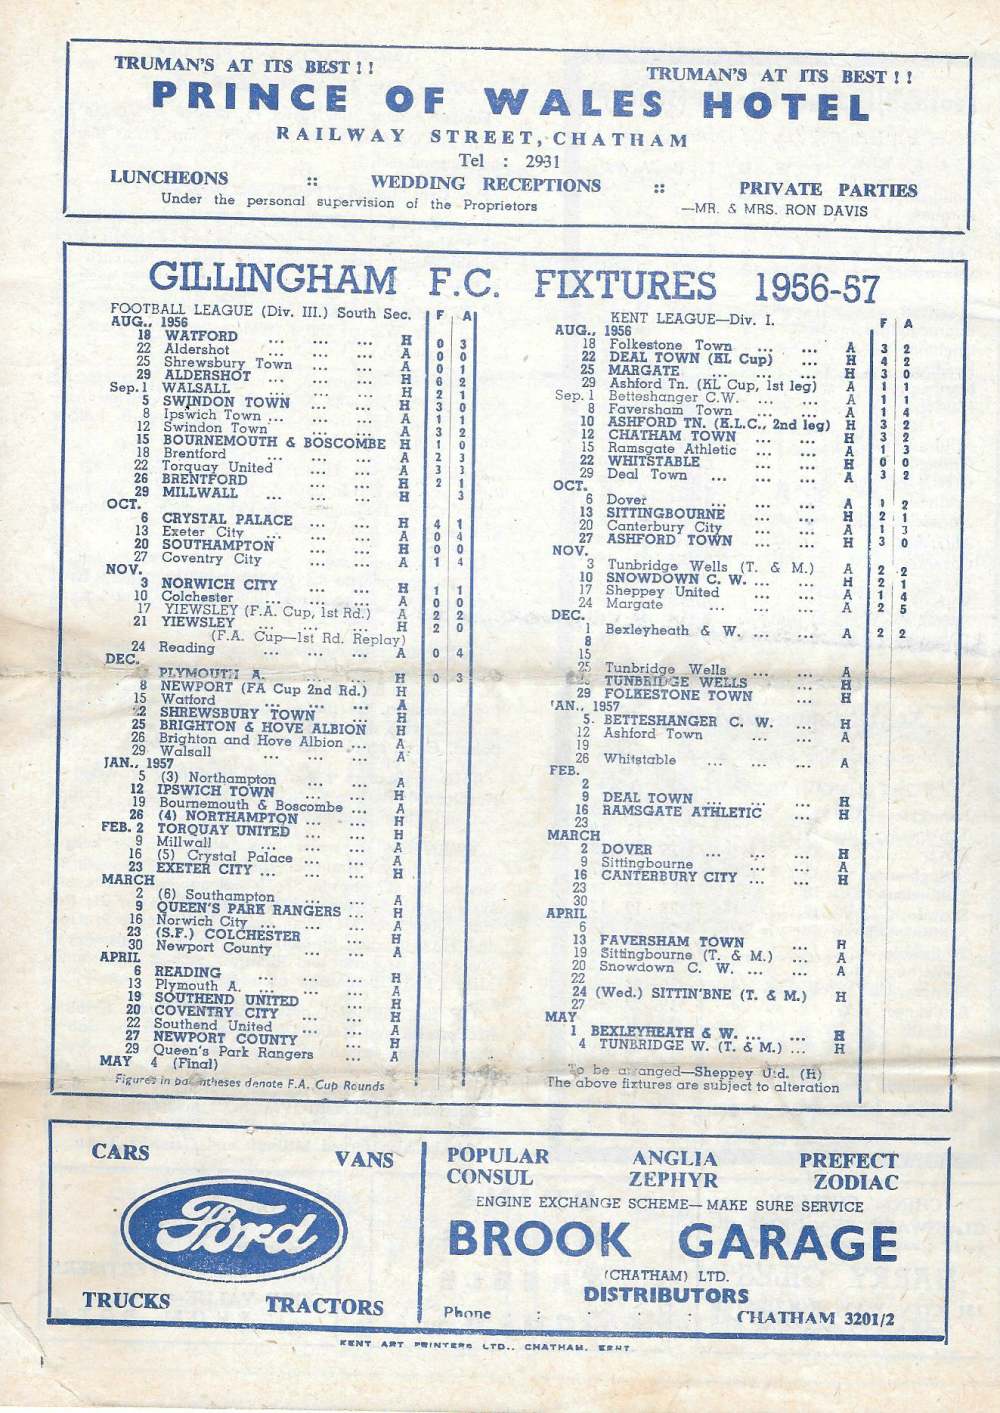 TRUMAN'S AT ITS BEST ! !
TRUMAN'S AT ITS BEST ! !
PRINCE OF WALES HOTEL
RAILWAY STREET, CHATHAM
Tel : 2931
LUNCHEONS :: WEDDING RECEPTIONS :: PRIVATE PARTIES
Under the personal supervision of the Proprietors —MR. & MRS. RON DAVIS
GILLINGHAM F.C. FIXTURES 1956-57
FOOTBALL LEAGUE (Div. III.) South Sec. F A
AUG., 1956
18 WATFORD ... ... ... H 0 3
22 Aldershot ... ... ... A 0 0
25 Shrewsbury Town ... ... A 0 1
29 ALDERSHOT ... ... ... H 6 2
Sep. 1 WALSALL ... ... ... H 2 1
5 SWINDON TOWN ... ... H 3 0
8 Ipswich Town ... ... ... A 1 1
12 Swindon Town ... ... A 3 2
15 BOURNEMOUTH & BOSCOMBE H 1 0
18 Brentford ... ... ... A 2 3
22 Torquay United ... ... A 3 3
26 BRENTFORD ... ... ... H 2 1
29 MILLWALL ... ... ... H 3
OCT.
6 CRYSTAL PALACE ... ... H 4 1
13 Exeter City ... ... ... A 0 4
20 SOUTHAMPTON ... ... H 0 0
27 Coventry City ... ... A 1 4
NOV.
3 NORWICH CITY ... ... H 1 1
10 Colchester ... ... ... A 0 0
17 YIEWSLEY (F.A. Cup, 1st Rd.) A 2 2
21 YIEWSLEY ... ... ... H 2 0
(F.A. Cup—1st Rd. Replay)
24 Reading ... ... ... A 0 4
DEC.
PLYMOUTH A. ... ... H 0 3
8 NEWPORT (FA Cup 2nd Rd.) H
15 Watford ... ... ... A
22 SHREWSBURY TOWN ... H
25 BRIGHTON & HOVE ALBION H
26 Brighton and Hove Albion ... A
29 Walsall ... ... ... A
JAN., 1957
5 (3) Northampton ... ... A
12 IPSWICH TOWN ... ... H
19 Bournemouth & Boscombe ... A
26 (4) NORTHAMPTON ... ... H
FEB. 2 TORQUAY UNITED ... ... H
9 Millwall ... ... ... A
16 (5) Crystal Palace ... ... A
23 EXETER CITY ... ... ... H
MARCH
2 (6) Southampton ... ... A
9 QUEEN'S PARK RANGERS ... H
16 Norwich City ... ... ... A
23 (S.F.) COLCHESTER ... H
30 Newport County ... ... A
APRIL
6 READING ... ... ... H
13 Plymouth A. ... ... ... A
19 SOUTHEND UNITED ... H
20 COVENTRY CITY ... ... H
22 Southend United ... ... A
27 NEWPORT COUNTY ... H
29 Queen's Park Rangers ... A
MAY 4 (Final)
Figures in parentheses denote F.A. Cup Rounds
KENT LEAGUE—Div. I. F A
AUG., 1956
18 Folkestone Town ... ... A 3 2
22 DEAL TOWN (KL Cup) ... H 4 2
25 MARGATE ... ... ... H 3 0
29 Ashford Tn. (KL Cup, 1st leg) A 1 1
Sep. 1 Betteshanger C.W. ... ... A 1 1
8 Faversham Town ... ... A 1 4
10 ASHFORD TN. (K.L.C., 2nd leg) H 3 2
12 CHATHAM TOWN ... ... H 3 2
15 Ramsgate Athletic ... ... A 1 3
22 WHITSTABLE ... ... H 0 0
29 Deal Town ... ... ... A 3 2
OCT.
6 Dover ... ... ... A 1 2
13 SITTINGBOURNE ... ... H 2 1
20 Canterbury City ... ... A 1 3
27 ASHFORD TOWN ... ... H 3 0
NOV.
3 Tunbridge Wells (T. & M.) A 2 2
10 SNOWDOWN C. W. ... ... H 2 1
17 Sheppey United ... ... A 1 4
24 Margate ... ... ... A 2 5
DEC.
1 Bexleyheath & W. ... ... A 2 2
8
15
25 Tunbridge Wells ... A
TUNBRIDGE WELLS ... H
29 FOLKESTONE TOWN ... H
JAN., 1957
5 BETTESHANGER C. W. ... H
12 Ashford Town ... ... A
19
26 Whitstable ... ... ... A
FEB.
2
9 DEAL TOWN ... ... ... H
16 RAMSGATE ATHLETIC ... H
23
MARCH
2 DOVER ... ... ... H
9 Sittingbourne ... ... A
16 CANTERBURY CITY ... ... H
23
30
APRIL
6
13 FAVERSHAM TOWN ... H
19 Sittingbourne (T. & M.) ... A
20 Snowdown C. W. ... ... A
22
24 (Wed.) SITTIN'BNE (T. & M.) H
27
MAY
1 BEXLEYHEATH & W. ... ... H
4 TUNBRIDGE W. (T. & M.) ... H
To be arranged—Sheppey Utd. (H)
The above fixtures are subject to alteration
CARS VANS
Ford
TRUCKS TRACTORS
POPULAR ANGLIA PREFECT
CONSUL ZEPHYR ZODIAC
ENGINE EXCHANGE SCHEME—MAKE SURE SERVICE
BROOK GARAGE
(CHATHAM) LTD.
DISTRIBUTORS
Phone : : : : CHATHAM 3201/2
KENT ART PRINTERS LTD., CHATHAM, KENT